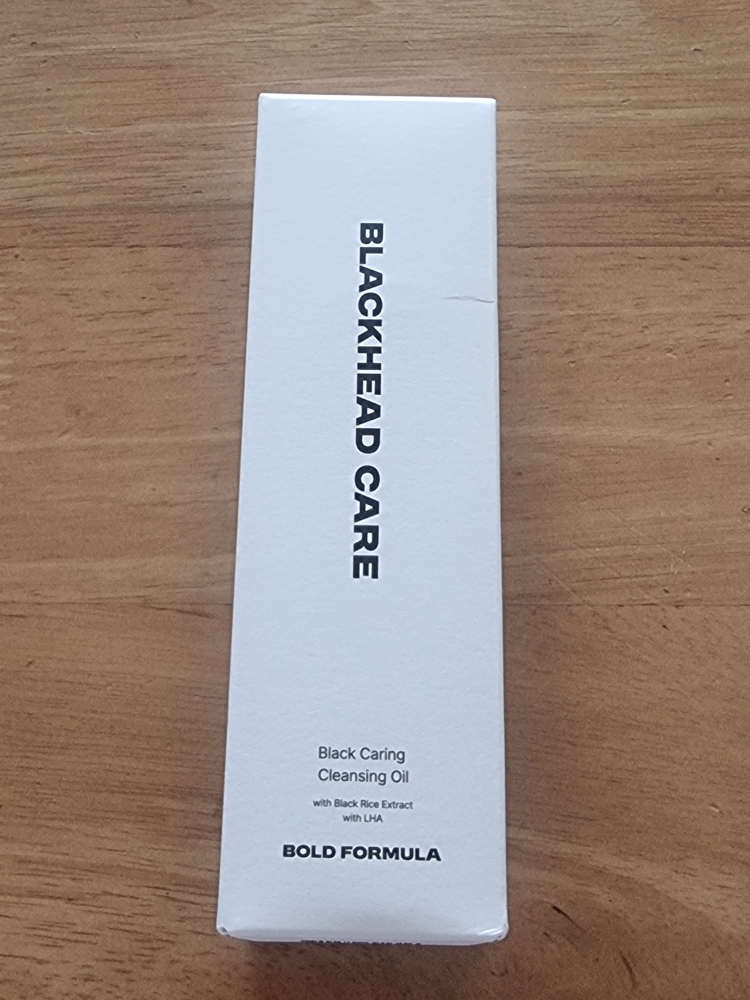 BLACKHEAD CARE
Black Caring
Cleansing Oil
with Black Rice Extract
with LHA
BOLD FORMULA